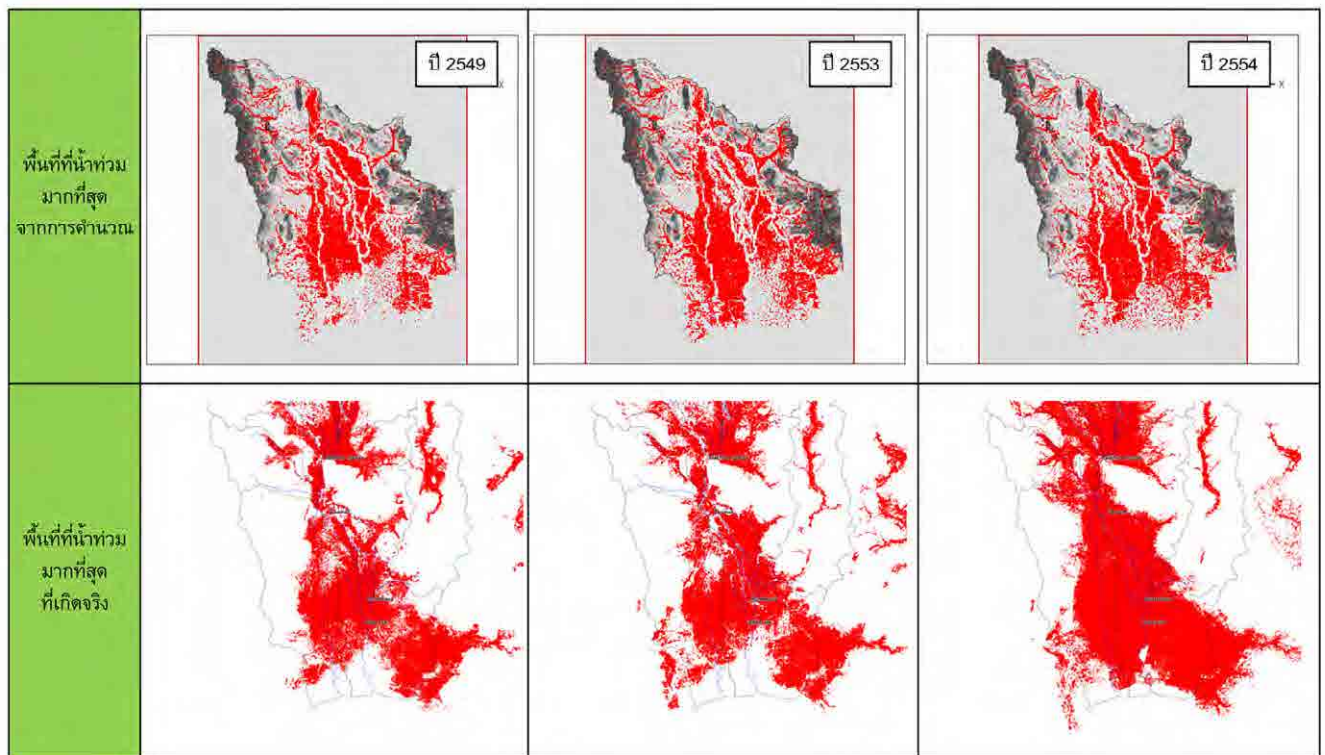 พื้นที่ที่น้ำท่วม
มากที่สุด
จากการคำนวณ
ปี 2549
x
ปี 2553
ปี 2554
x
พื้นที่ที่น้ำท่วม
มากที่สุด
ที่เกิดจริง